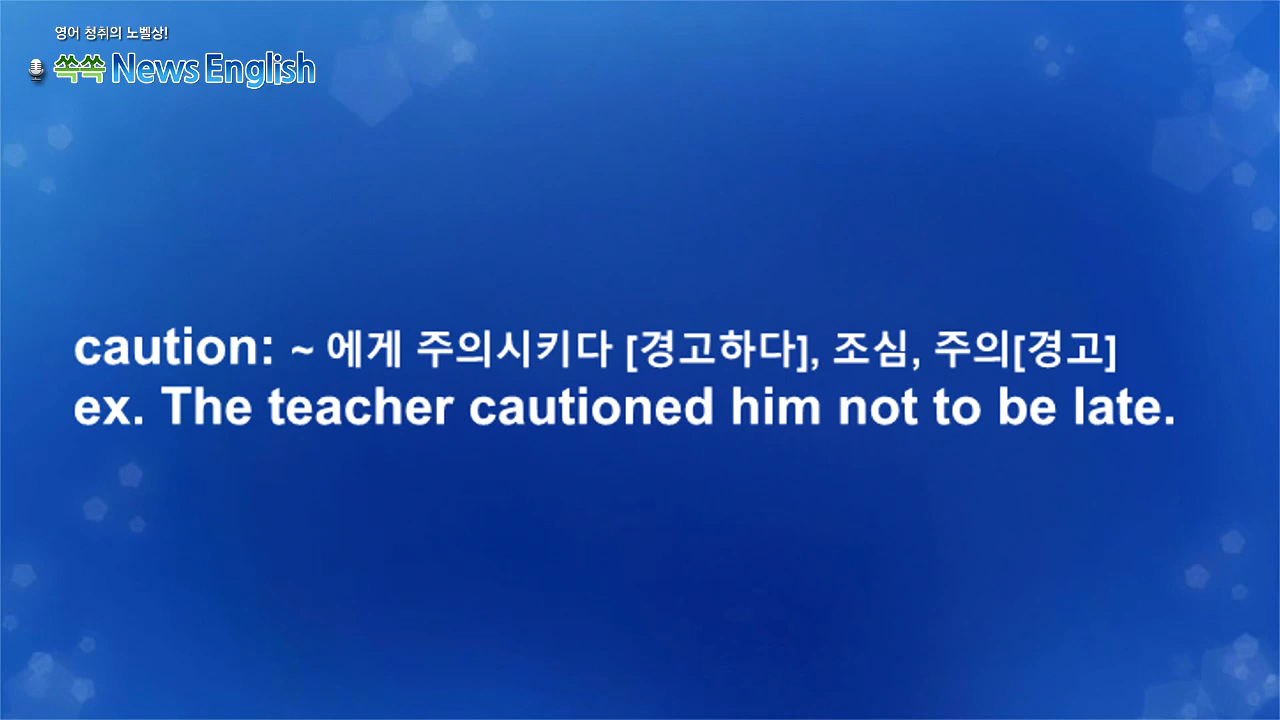 영어 청취의 노벨상!
쏙쏙 News English
caution: ~ 에게 주의시키다 [경고하다], 조심, 주의[경고]
ex. The teacher cautioned him not to be late.